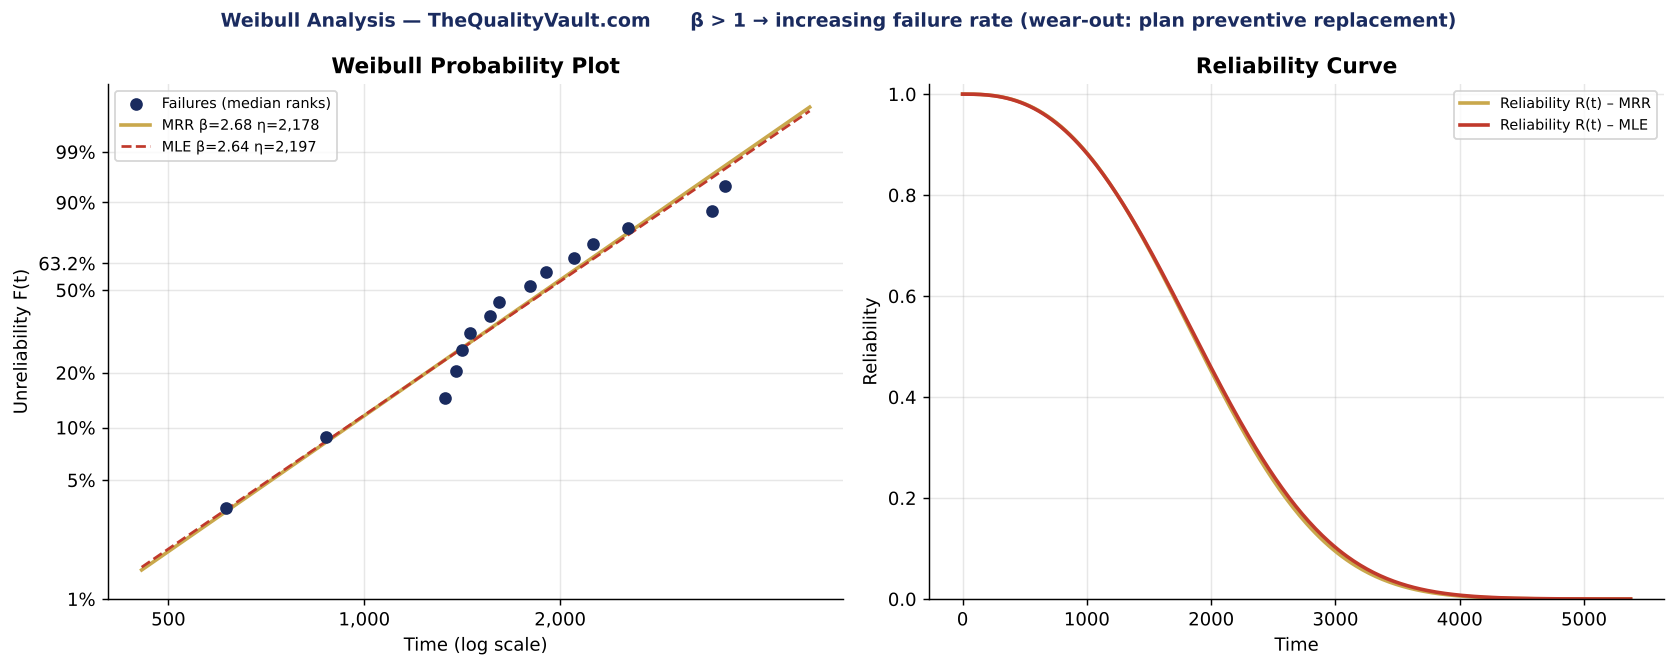 Weibull Analysis — TheQualityVault.com β > 1 → increasing failure rate (wear-out: plan preventive replacement)
Weibull Probability Plot
Failures (median ranks)
MRR β=2.68 η=2,178
MLE β=2.64 η=2,197
99%
90%
63.2%
50%
20%
10%
5%
1%
Unreliability F(t)
500
1,000
2,000
Time (log scale)
Reliability Curve
Reliability R(t) – MRR
Reliability R(t) – MLE
1.0
0.8
0.6
0.4
0.2
0.0
Reliability
0
1000
2000
3000
4000
5000
Time